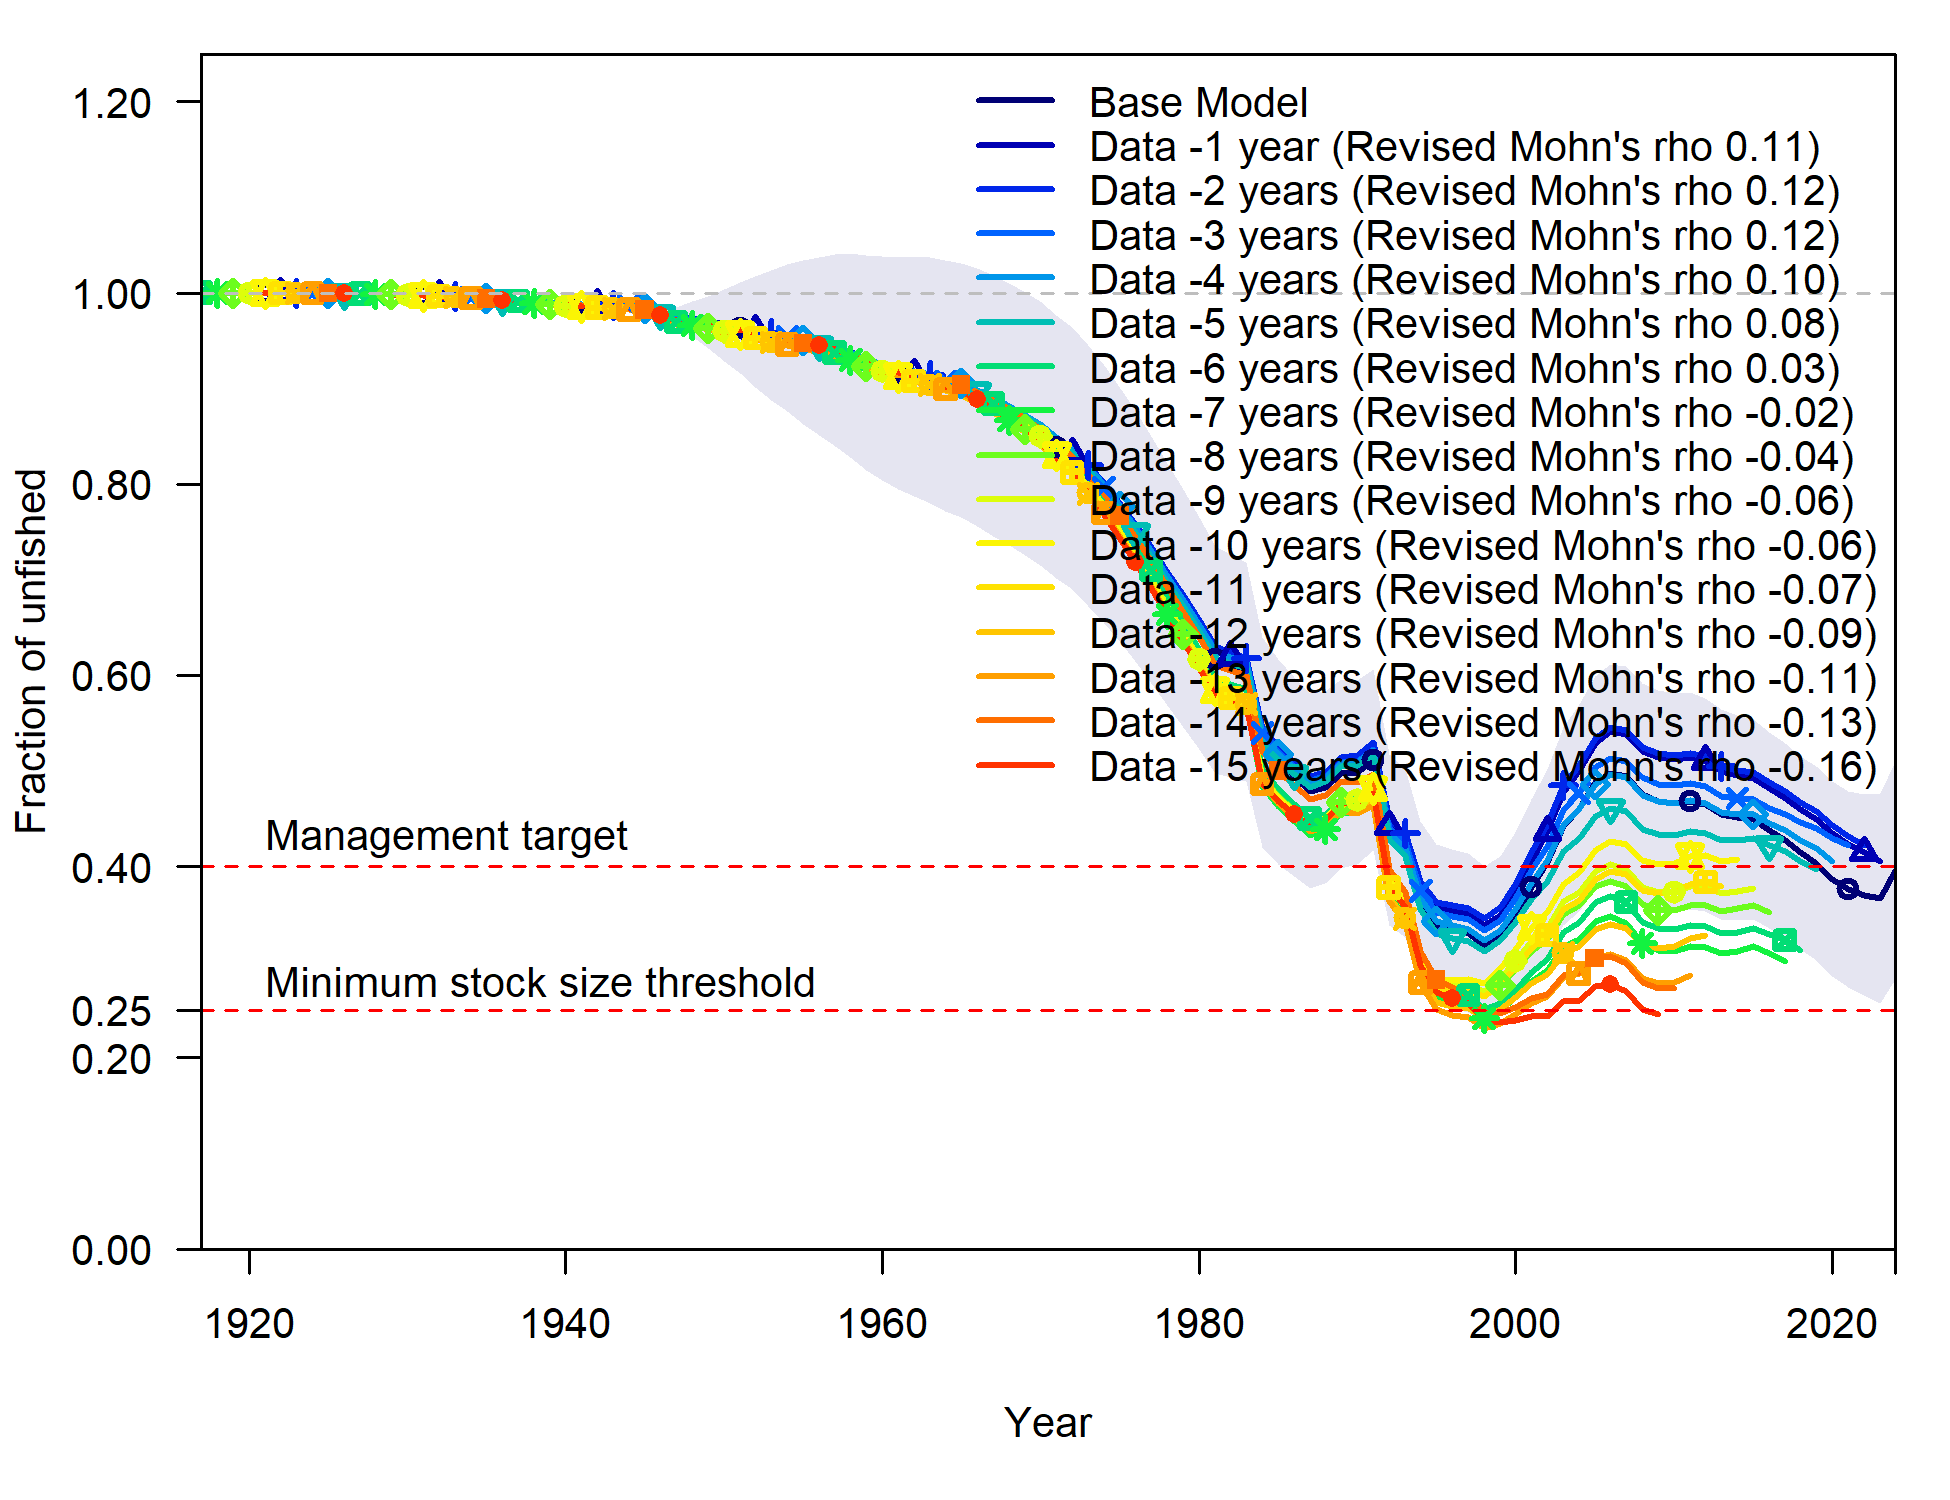 Base Model
Data -1 year (Revised Mohn's rho 0.11)
Data -2 years (Revised Mohn's rho 0.12)
Data -3 years (Revised Mohn's rho 0.12)
Data -4 years (Revised Mohn's rho 0.10)
Data -5 years (Revised Mohn's rho 0.08)
Data -6 years (Revised Mohn's rho 0.03)
Data -7 years (Revised Mohn's rho -0.02)
Data -8 years (Revised Mohn's rho -0.04)
Data -9 years (Revised Mohn's rho -0.06)
Data -10 years (Revised Mohn's rho -0.06)
Data -11 years (Revised Mohn's rho -0.07)
Data -12 years (Revised Mohn's rho -0.09)
Data -13 years (Revised Mohn's rho -0.11)
Data -14 years (Revised Mohn's rho -0.13)
Data -15 years (Revised Mohn's rho -0.16)
Management target
Minimum stock size threshold
Fraction of unfished
1.20
1.00
0.80
0.60
0.40
0.25
0.20
0.00
1920
1940
1960
1980
2000
2020
Year